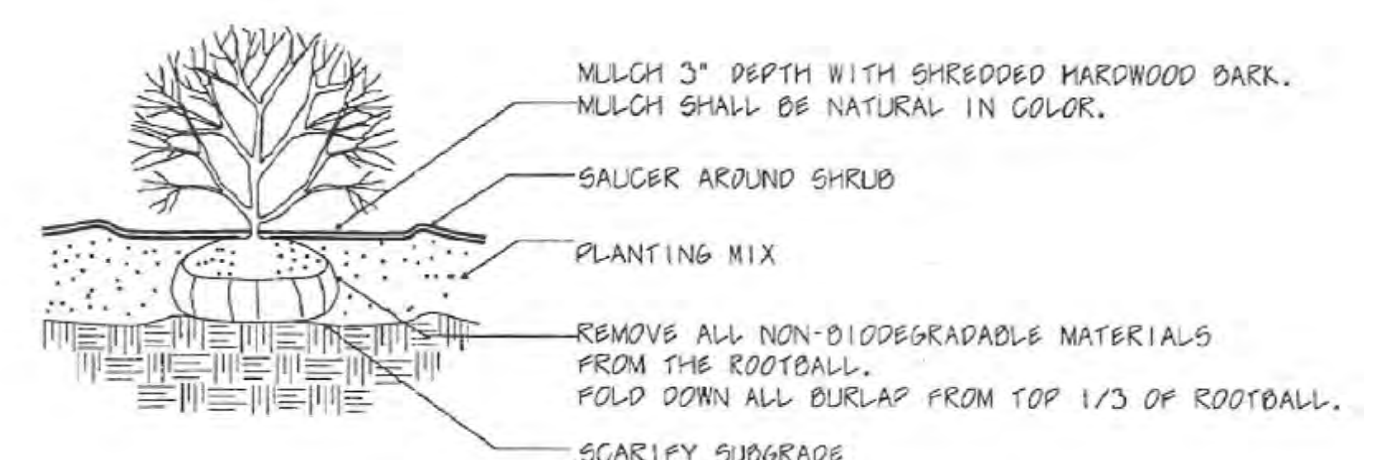 MULCH 3" DEPTH WITH SHREDDED HARDWOOD BARK.
MULCH SHALL BE NATURAL IN COLOR.
SAUCER AROUND SHRUB
PLANTING MIX
REMOVE ALL NON-BIODEGRADABLE MATERIALS
FROM THE ROOTBALL.
FOLD DOWN ALL BURLAP FROM TOP 1/3 OF ROOTBALL.
SCARIFY SUBGRADE